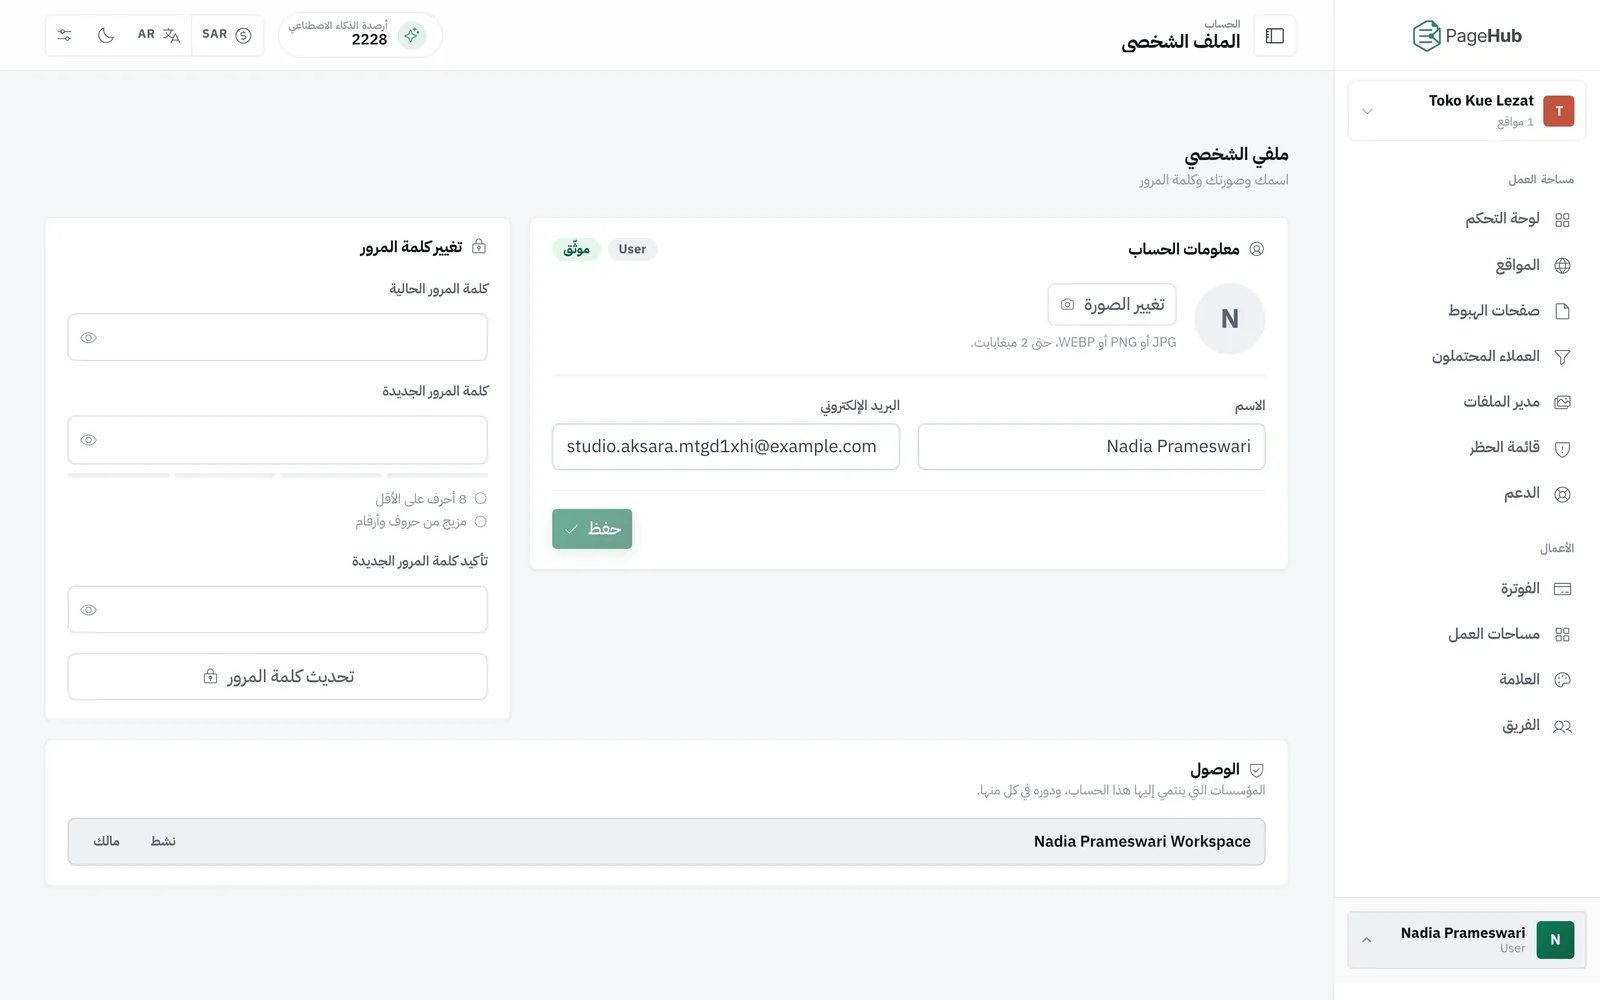 PageHub
Toko Kue Lezat
1 مواقع
T
مساحة العمل
لوحة التحكم
المواقع
صفحات الهبوط
العملاء المحتملون
مدير الملفات
قائمة الحظر
الدعم
الأعمال
الفوترة
مساحات العمل
العلامة
الفريق
Nadia Prameswari
User
N
الحساب
الملف الشخصي
أرصدة الذكاء الاصطناعي
2228
SAR
AR
ملفي الشخصي
اسمك وصورتك وكلمة المرور
معلومات الحساب
User
موثّق
N
تغيير الصورة
JPG أو PNG أو WEBP، حتى 2 ميغابايت.
الاسم
Nadia Prameswari
البريد الإلكتروني
studio.aksara.mtgd1xhi@example.com
حفظ
تغيير كلمة المرور
كلمة المرور الحالية
كلمة المرور الجديدة
8 أحرف على الأقل
مزيج من حروف وأرقام
تأكيد كلمة المرور الجديدة
تحديث كلمة المرور
الوصول
المؤسسات التي ينتمي إليها هذا الحساب، ودوره في كل منها.
Nadia Prameswari Workspace
نشط
مالك